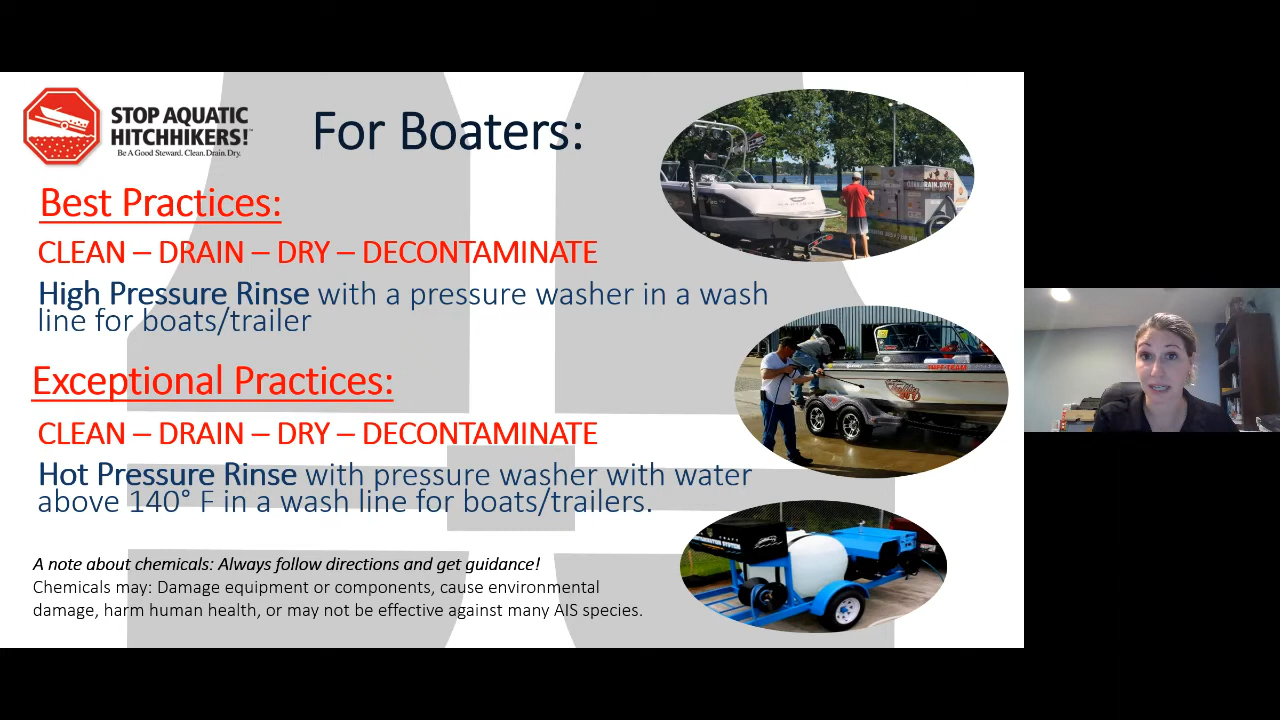 STOP AQUATIC
HITCHHIKERS!™
Be A Good Steward. Clean. Drain. Dry.
For Boaters:
Best Practices:
CLEAN – DRAIN – DRY – DECONTAMINATE
High Pressure Rinse with a pressure washer in a wash
line for boats/trailer
Exceptional Practices:
CLEAN – DRAIN – DRY – DECONTAMINATE
Hot Pressure Rinse with pressure washer with water
above 140° F in a wash line for boats/trailers.
A note about chemicals: Always follow directions and get guidance!
Chemicals may: Damage equipment or components, cause environmental
damage, harm human health, or may not be effective against many AIS species.